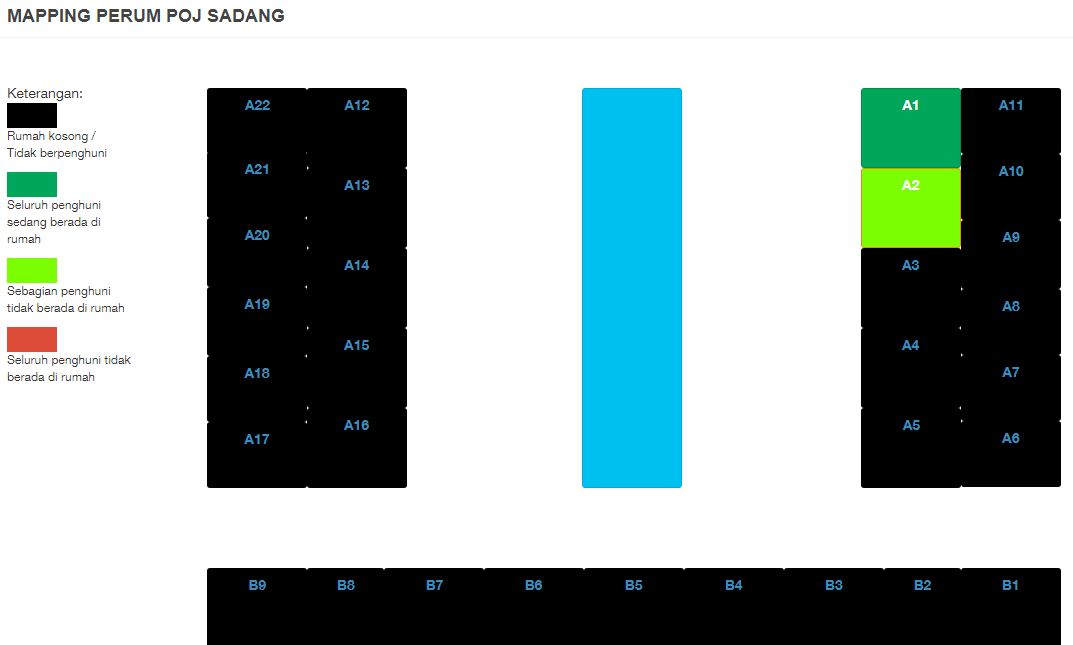 MAPPING PERUM POJ SADANG
Keterangan:
Rumah kosong /
Tidak berpenghuni
Seluruh penghuni
sedang berada di
rumah
Sebagian penghuni
tidak berada di rumah
Seluruh penghuni tidak
berada di rumah
A22
A21
A20
A19
A18
A17
A12
A13
A14
A15
A16
A1
A2
A3
A4
A5
A11
A10
A9
A8
A7
A6
B9 B8 B7 B6 B5 B4 B3 B2 B1